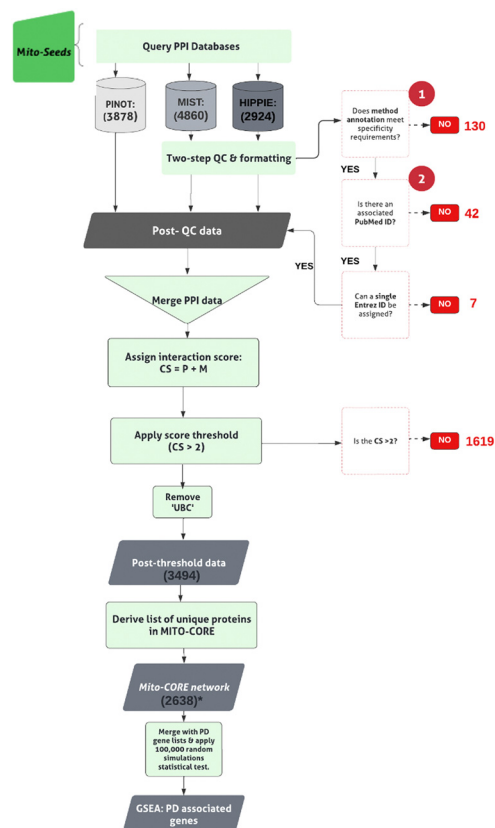 Mito-Seeds
Query PPI Databases
PINOT:
(3878)
MIST:
(4860)
HIPPIE:
(2924)
Two-step QC & formatting
1
Does method
annotation meet
specificity
requirements?
NO
130
YES
2
Is there an
associated
PubMed ID?
NO
42
YES
Post- QC data
YES
Can a single
Entrez ID be
assigned?
NO
7
Merge PPI data
Assign interaction score:
CS = P + M
Apply score threshold
(CS > 2)
Is the CS >2?
NO
1619
Remove
'UBC'
Post-threshold data
(3494)
Derive list of unique proteins
in MITO-CORE
Mito-CORE network
(2638)*
Merge with PD
gene lists & apply
100,000 random
simulations
statistical test.
GSEA: PD associated
genes